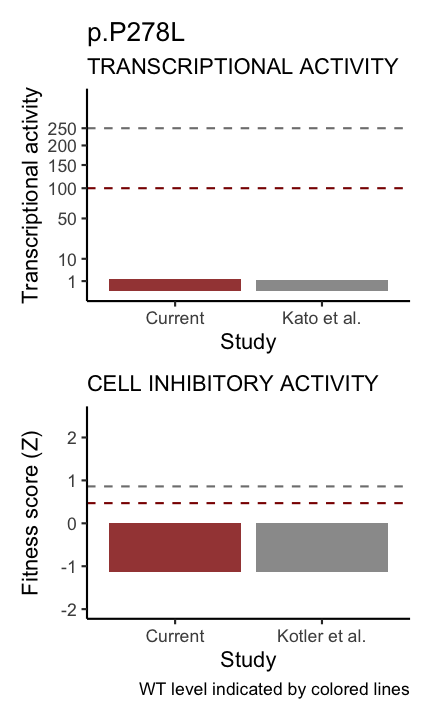 p.P278L
TRANSCRIPTIONAL ACTIVITY
Transcriptional activity
250
200
150
100
50
10
1
Current
Kato et al.
Study
CELL INHIBITORY ACTIVITY
Fitness score (Z)
2
1
0
-1
-2
Current
Kotler et al.
Study
WT level indicated by colored lines